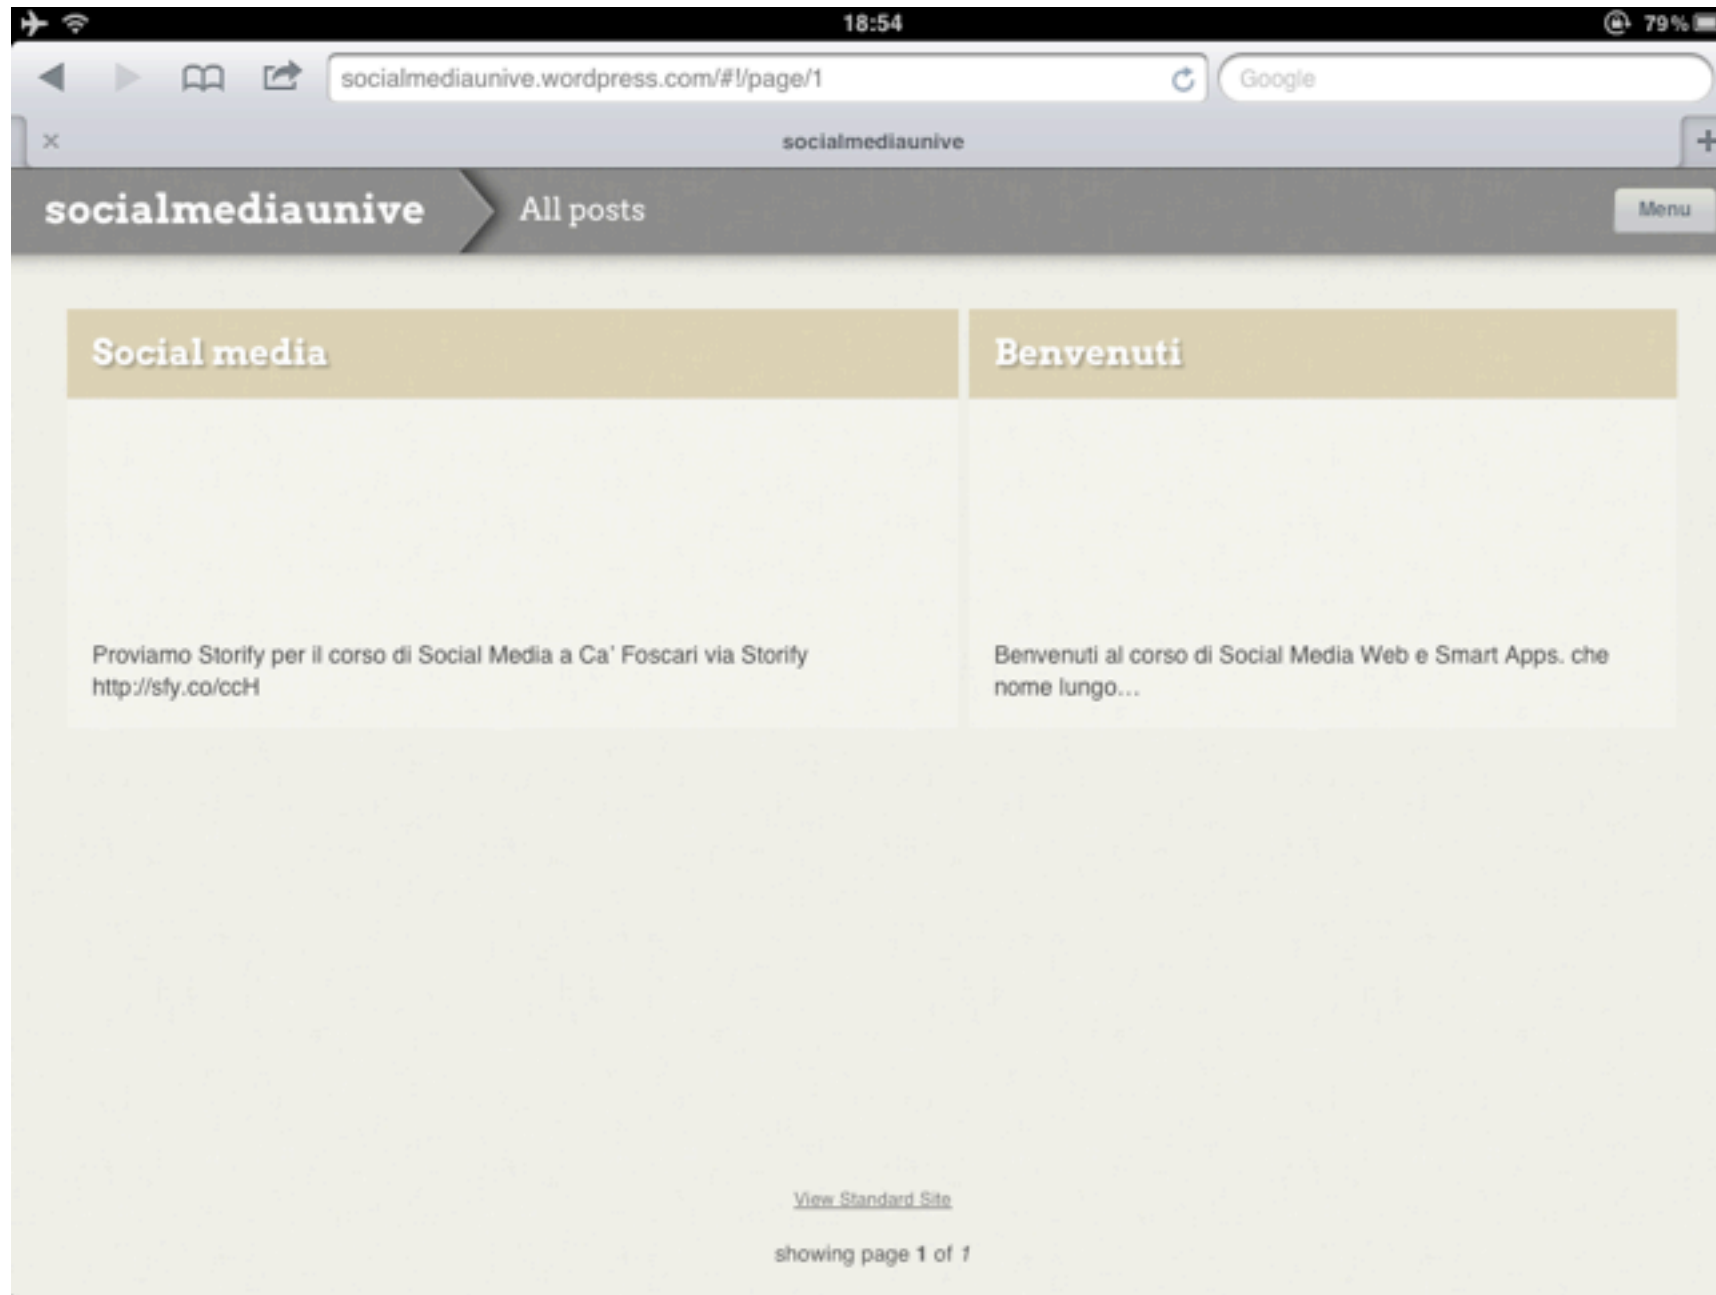 18:54
79%
socialmediaunive.wordpress.com/#!/page/1
Google
socialmediaunive
socialmediaunive
All posts
Menu
Social media
Benvenuti
Proviamo Storify per il corso di Social Media a Ca' Foscari via Storify
http://sfy.co/ccH
Benvenuti al corso di Social Media Web e Smart Apps. che
nome lungo…
View Standard Site
showing page 1 of 1